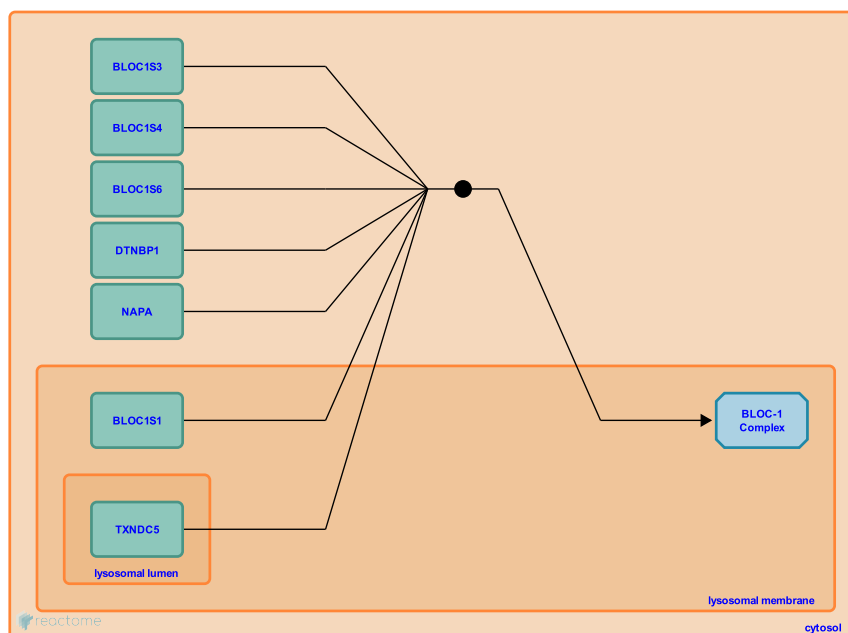 BLOC1S3
BLOC1S4
BLOC1S6
DTNBP1
NAPA
BLOC1S1
BLOC-1
Complex
TXNDC5
lysosomal lumen
lysosomal membrane
reactome
cytosol